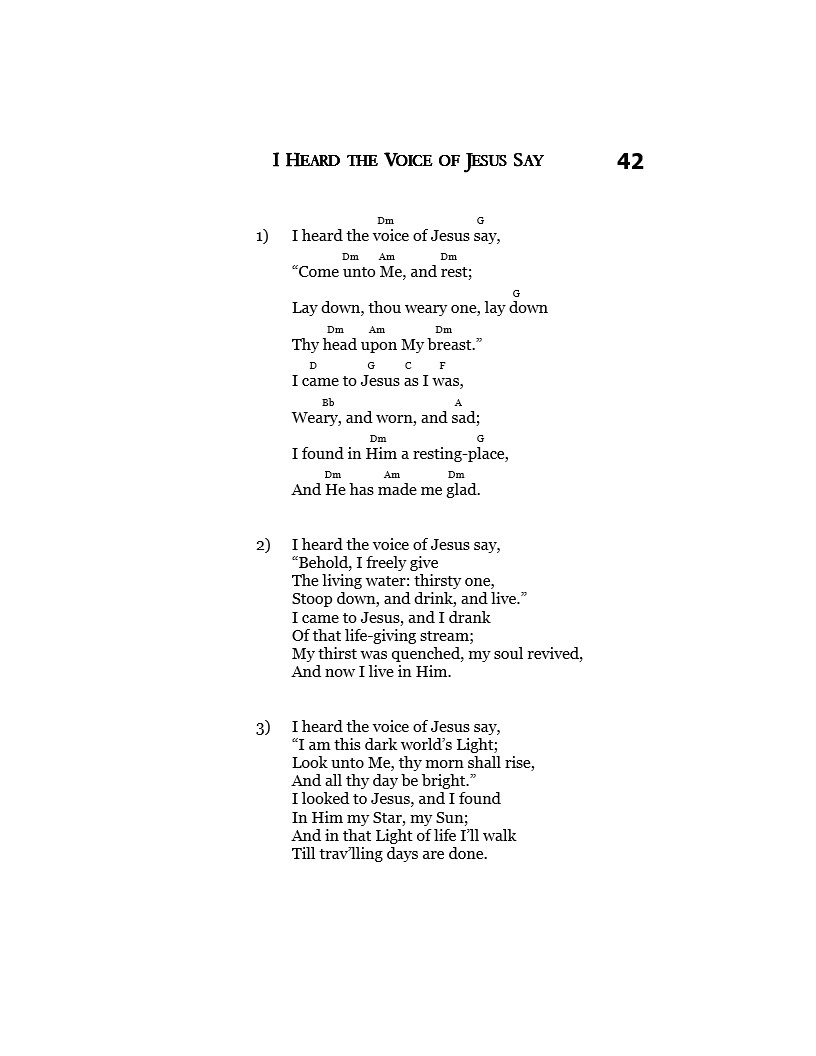 I Heard the Voice of Jesus Say 42
Dm G
1) I heard the voice of Jesus say,
Dm Am Dm
“Come unto Me, and rest;
G
Lay down, thou weary one, lay down
Dm Am Dm
Thy head upon My breast.”
D G C F
I came to Jesus as I was,
Bb A
Weary, and worn, and sad;
Dm G
I found in Him a resting-place,
Dm Am Dm
And He has made me glad.
2) I heard the voice of Jesus say,
“Behold, I freely give
The living water: thirsty one,
Stoop down, and drink, and live.”
I came to Jesus, and I drank
Of that life-giving stream;
My thirst was quenched, my soul revived,
And now I live in Him.
3) I heard the voice of Jesus say,
“I am this dark world’s Light;
Look unto Me, thy morn shall rise,
And all thy day be bright.”
I looked to Jesus, and I found
In Him my Star, my Sun;
And in that Light of life I’ll walk
Till trav’lling days are done.